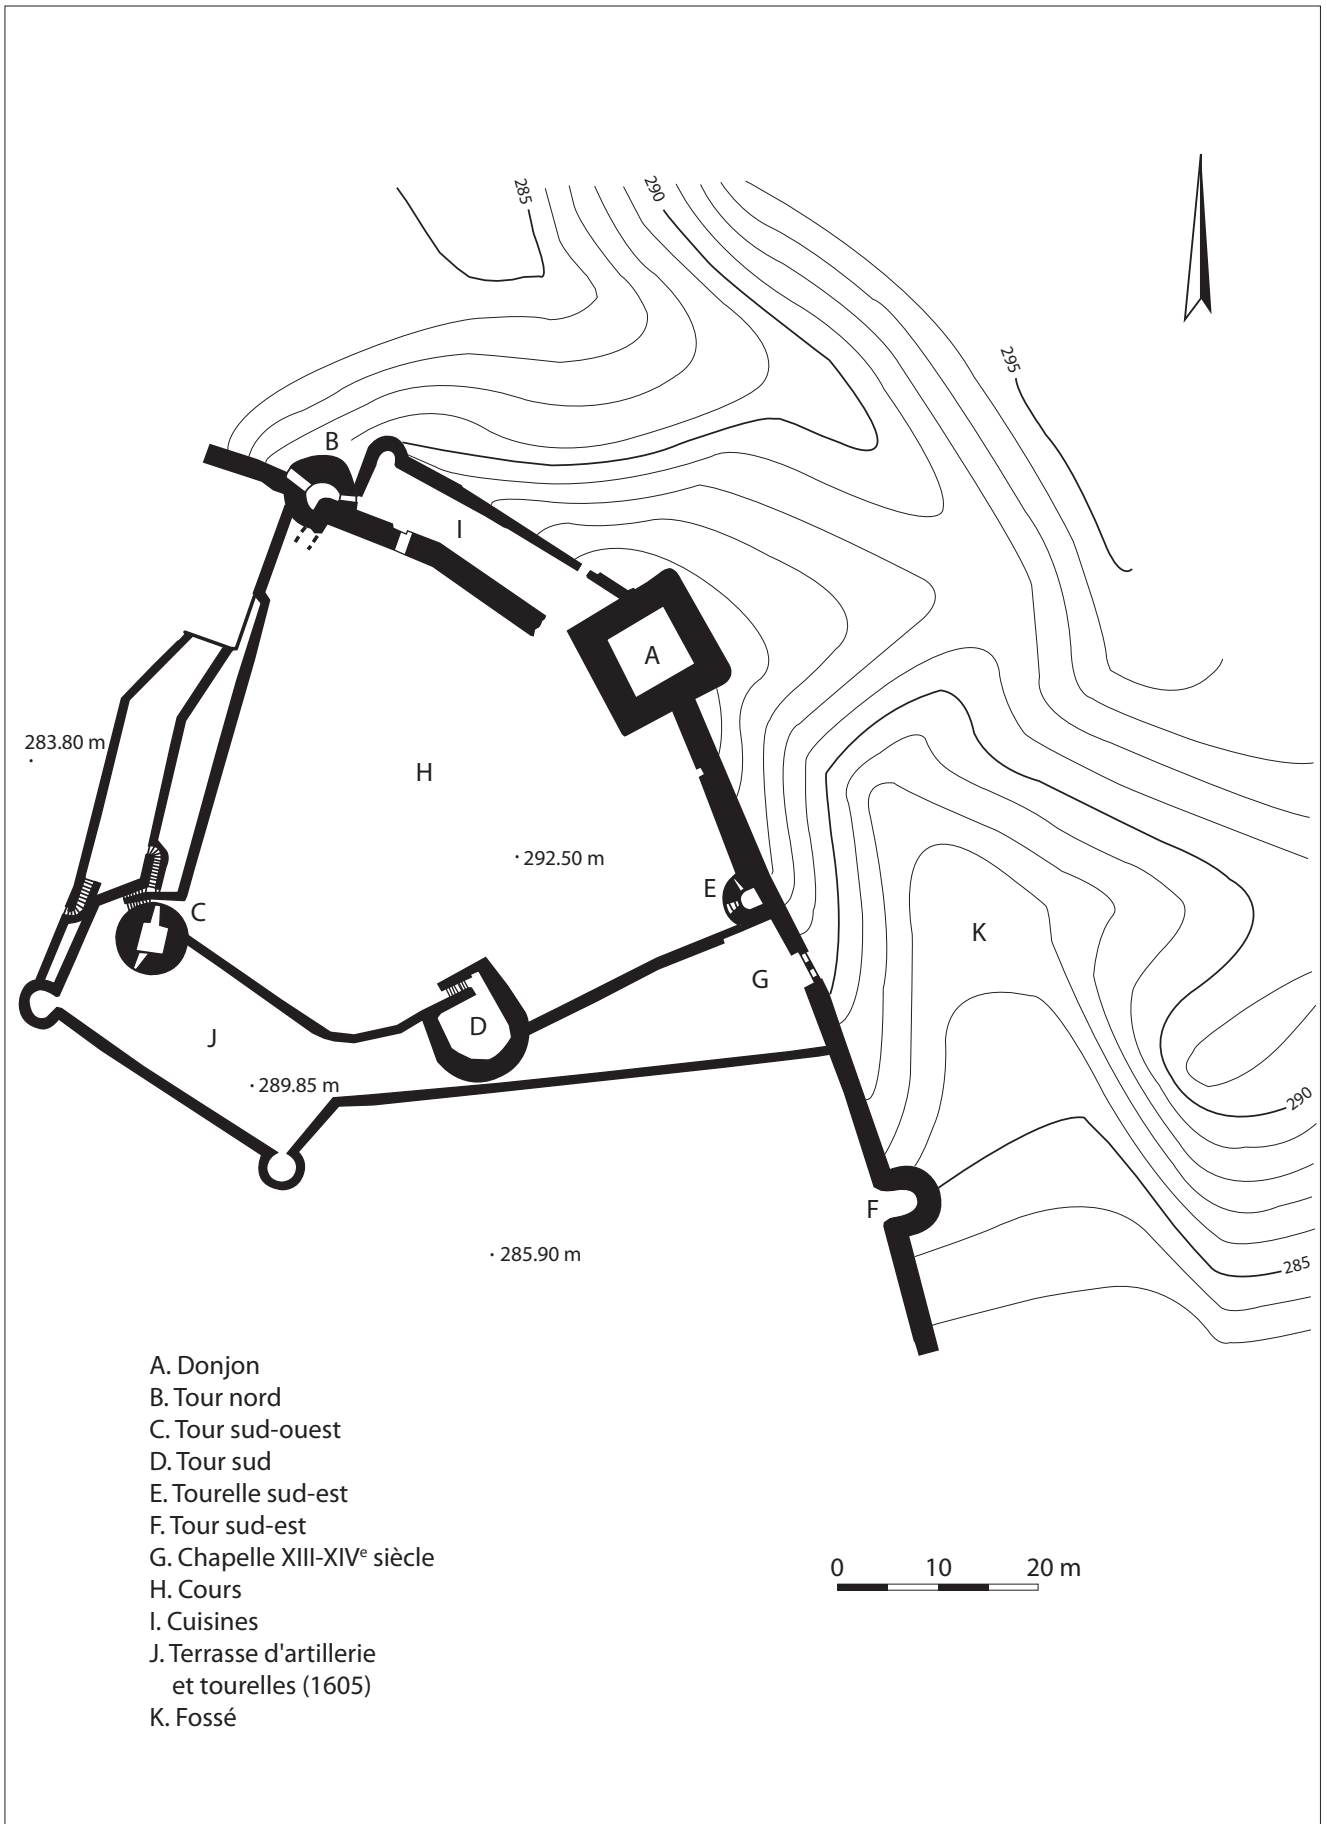 285
290
295
B
I
A
283.80 m
H
292.50 m
E
C
K
G
D
J
289.85 m
290
F
285.90 m
285
A. Donjon
B. Tour nord
C. Tour sud-ouest
D. Tour sud
E. Tourelle sud-est
F. Tour sud-est
G. Chapelle XIII-XIVe siècle
H. Cours
I. Cuisines
J. Terrasse d'artillerie
et tourelles (1605)
K. Fossé
0 10 20 m